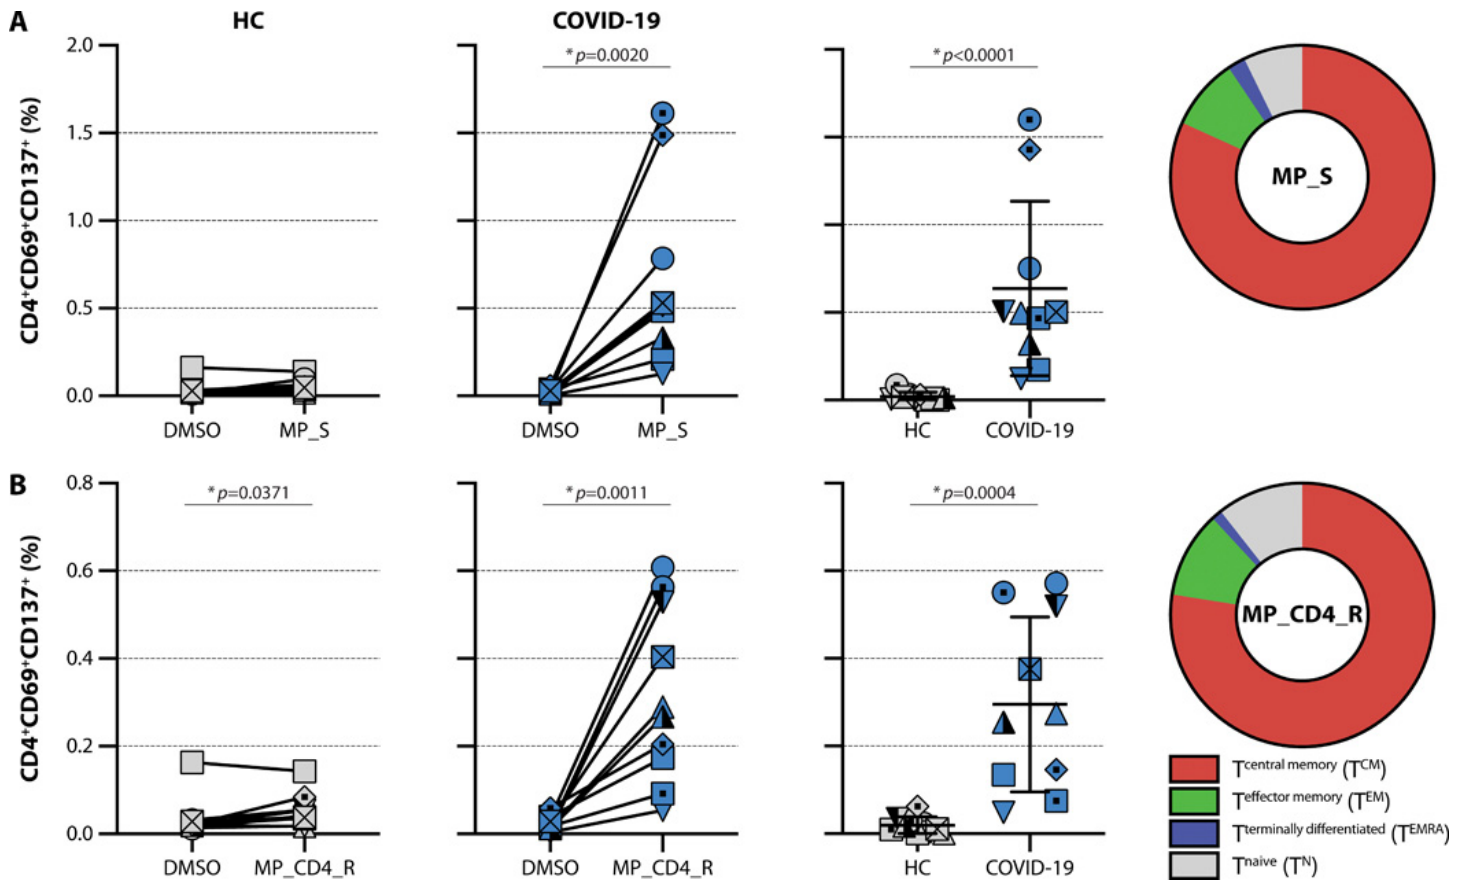 A
HC
COVID-19
CD4⁺CD69⁺CD137⁺ (%)
2.0
1.5
1.0
0.5
0.0
DMSO
MP_S
* p=0.0020
DMSO
MP_S
* p<0.0001
HC
COVID-19
MP_S
B
CD4⁺CD69⁺CD137⁺ (%)
0.8
0.6
0.4
0.2
0.0
* p=0.0371
DMSO
MP_CD4_R
* p=0.0011
DMSO
MP_CD4_R
* p=0.0004
HC
COVID-19
MP_CD4_R
Tcentral memory (TCM)
Teffector memory (TEM)
Tterminally differentiated (TEMRA)
Tnaive (TN)